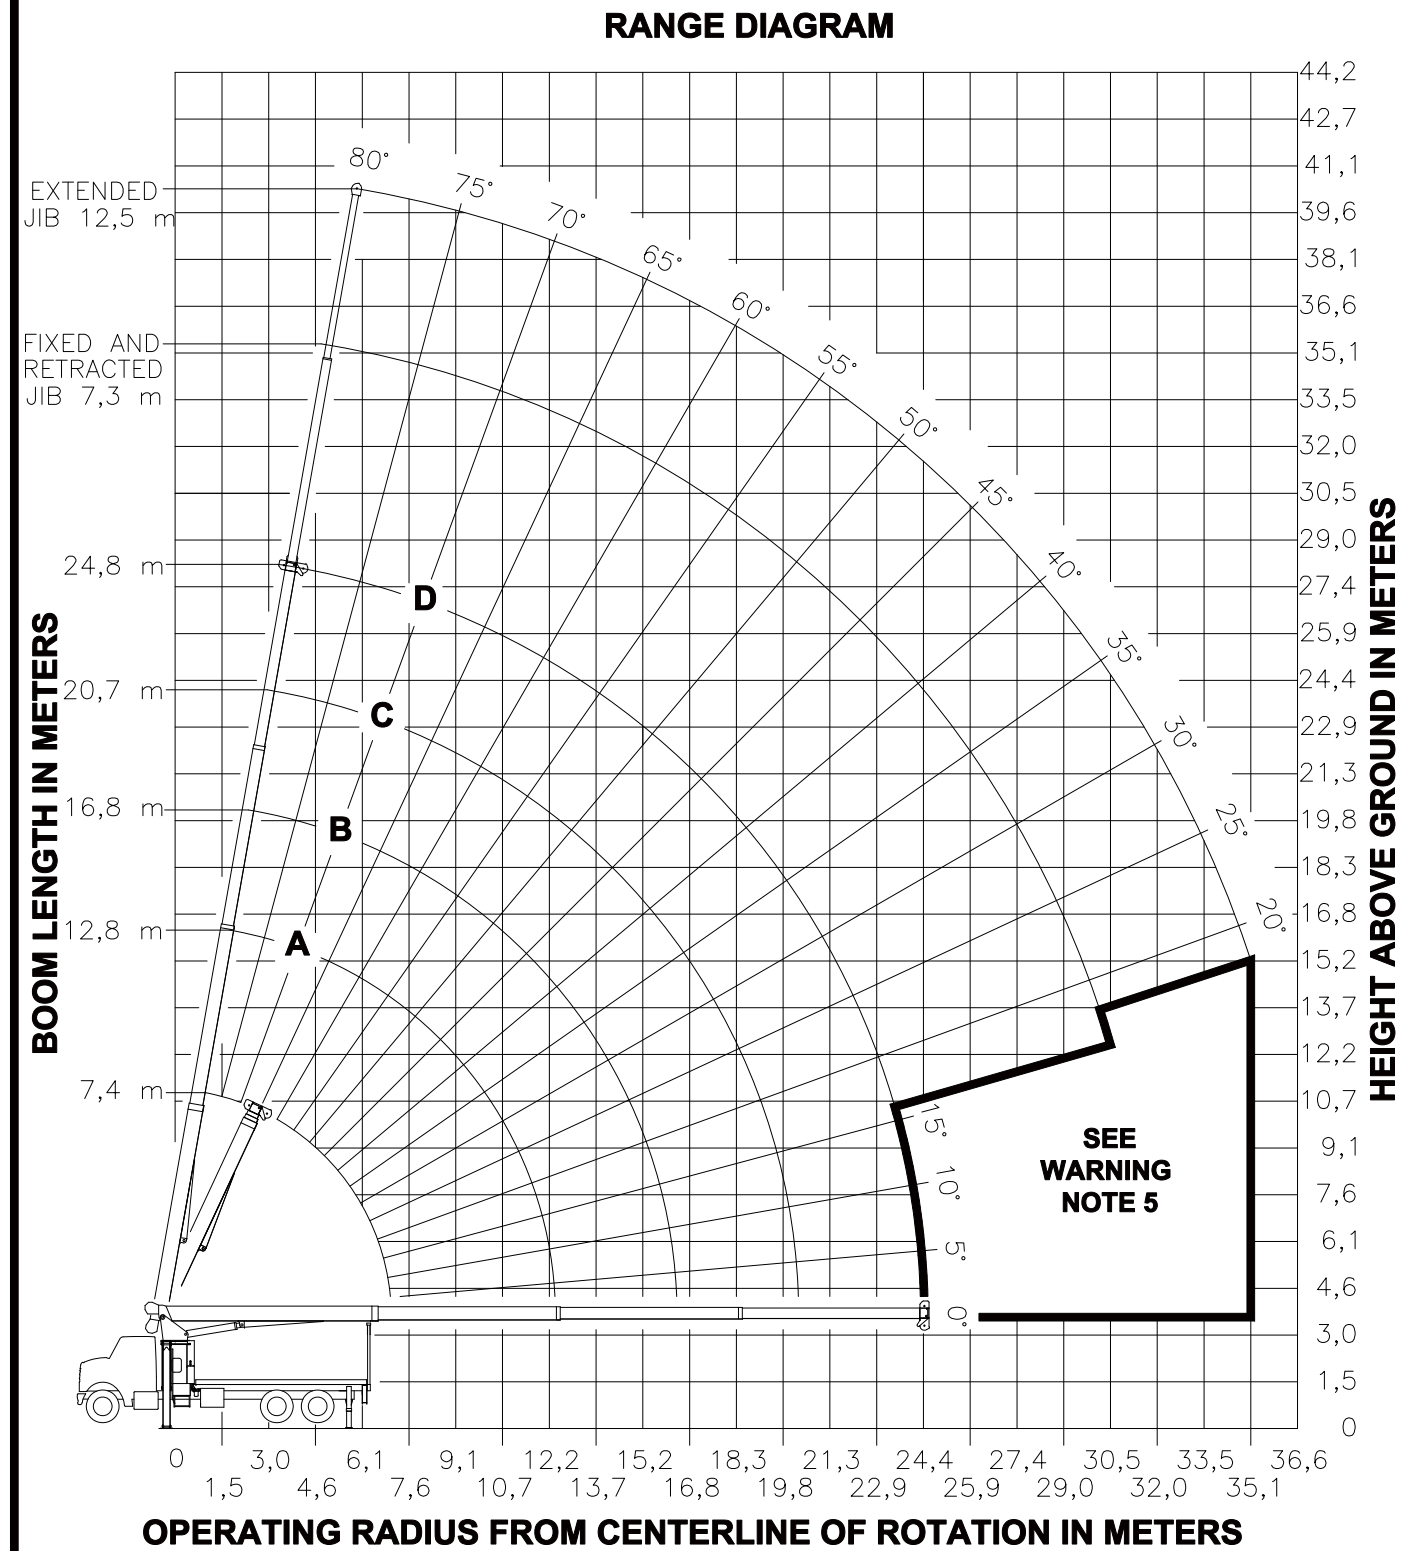 RANGE DIAGRAM
44,2
42,7
41,1
39,6
38,1
36,6
35,1
33,5
32,0
30,5
29,0
27,4
25,9
24,4
22,9
21,3
19,8
18,3
16,8
15,2
13,7
12,2
10,7
9,1
7,6
6,1
4,6
3,0
1,5
0
HEIGHT ABOVE GROUND IN METERS
EXTENDED
JIB 12,5 m
FIXED AND
RETRACTED
JIB 7,3 m
24,8 m
20,7 m
16,8 m
12,8 m
7,4 m
BOOM LENGTH IN METERS
80°
75°
70°
65°
60°
55°
50°
45°
40°
35°
30°
25°
20°
15°
10°
5°
0°
D
C
B
A
SEE
WARNING
NOTE 5
0 3,0 6,1 9,1 12,2 15,2 18,3 21,3 24,4 27,4 30,5 33,5 36,6
1,5 4,6 7,6 10,7 13,7 16,8 19,8 22,9 25,9 29,0 32,0 35,1
OPERATING RADIUS FROM CENTERLINE OF ROTATION IN METERS